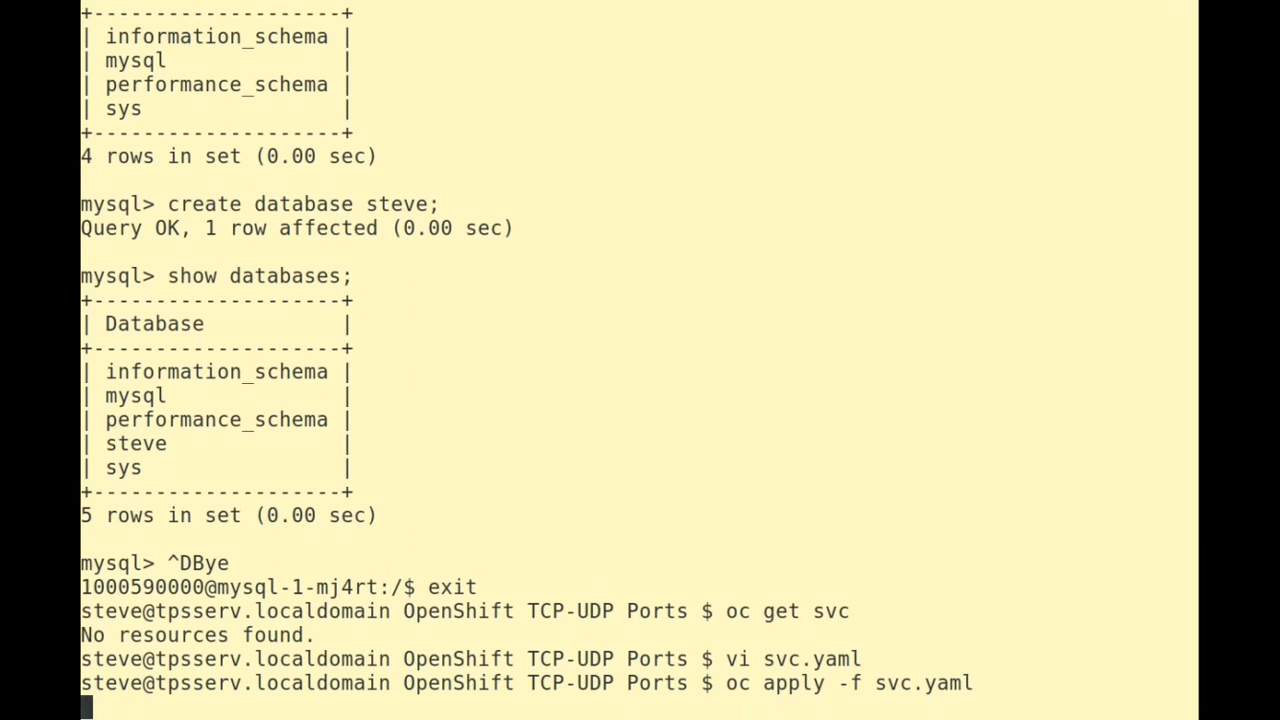 +--------------------+
| information_schema |
| mysql              |
| performance_schema |
| sys                |
+--------------------+
4 rows in set (0.00 sec)

mysql> create database steve;
Query OK, 1 row affected (0.00 sec)

mysql> show databases;
+--------------------+
| Database           |
+--------------------+
| information_schema |
| mysql              |
| performance_schema |
| steve              |
| sys                |
+--------------------+
5 rows in set (0.00 sec)

mysql> ^DBye
1000590000@mysql-1-mj4rt:/$ exit
steve@tpsserv.localdomain OpenShift TCP-UDP Ports $ oc get svc
No resources found.
steve@tpsserv.localdomain OpenShift TCP-UDP Ports $ vi svc.yaml
steve@tpsserv.localdomain OpenShift TCP-UDP Ports $ oc apply -f svc.yaml